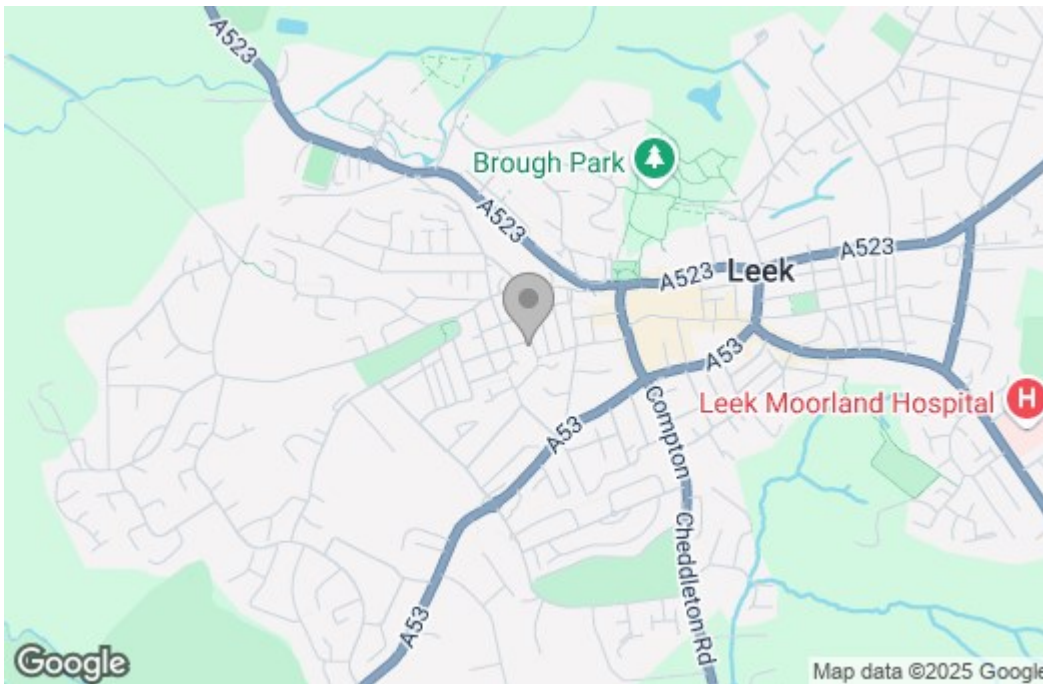 A523
Brough Park
A523
A523
Leek
A523
A53
Leek Moorland Hospital
H
Compton
A53
Cheddleton Rd
A53
Google
Map data ©2025 Google